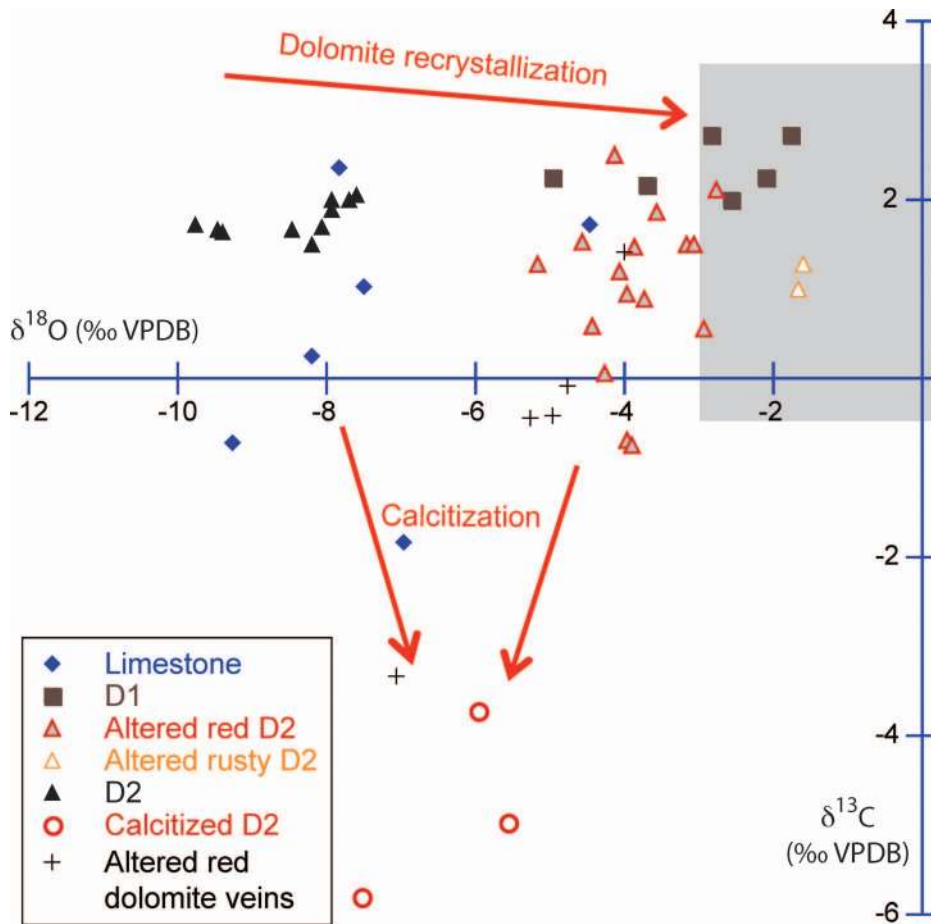 4
Dolomite recrystallization
2
δ18O (‰ VPDB)
-12
-10
-8
-6
-4
-2
Calcitization
-2
-4
δ13C
(‰ VPDB)
-6
Limestone
D1
Altered red D2
Altered rusty D2
D2
Calcitized D2
Altered red
dolomite veins